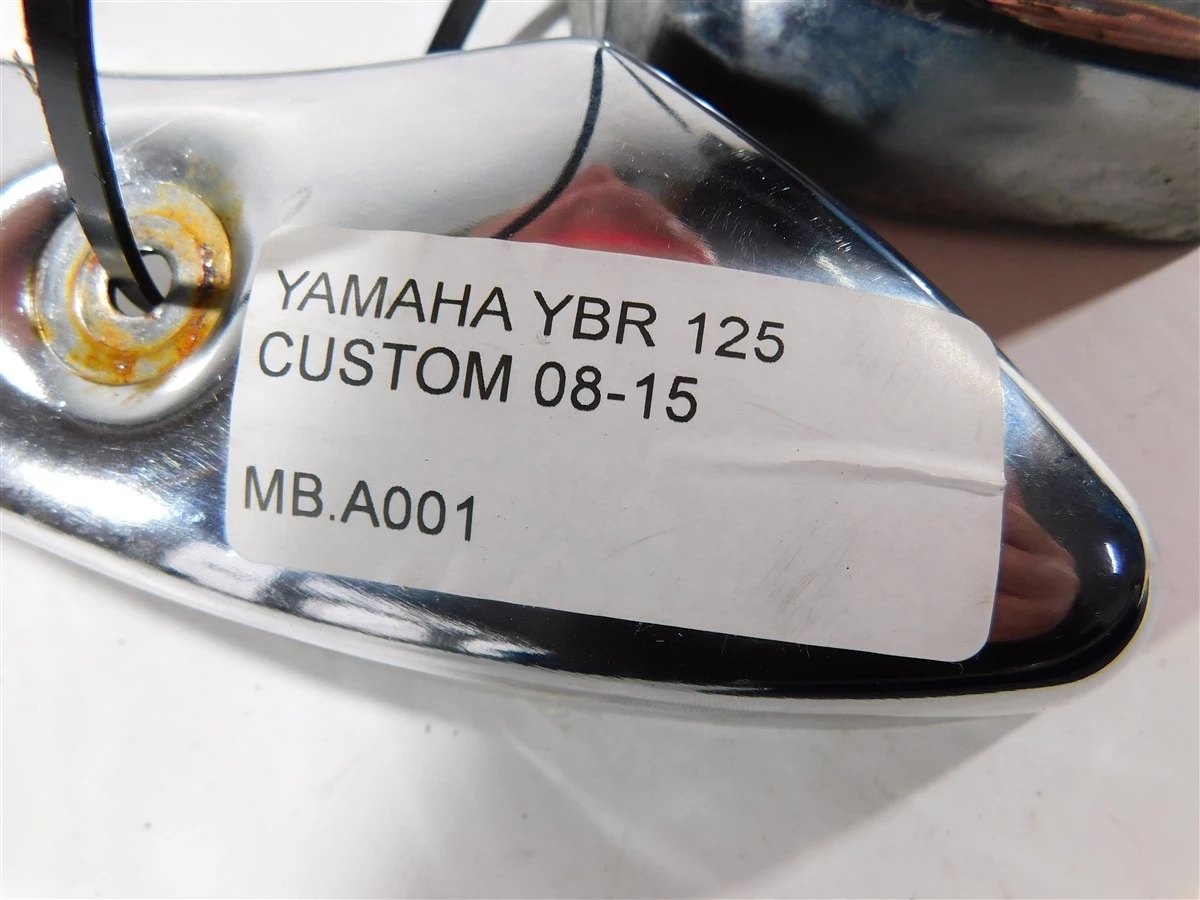 YAMAHA YBR 125
CUSTOM 08-15
MB.A001